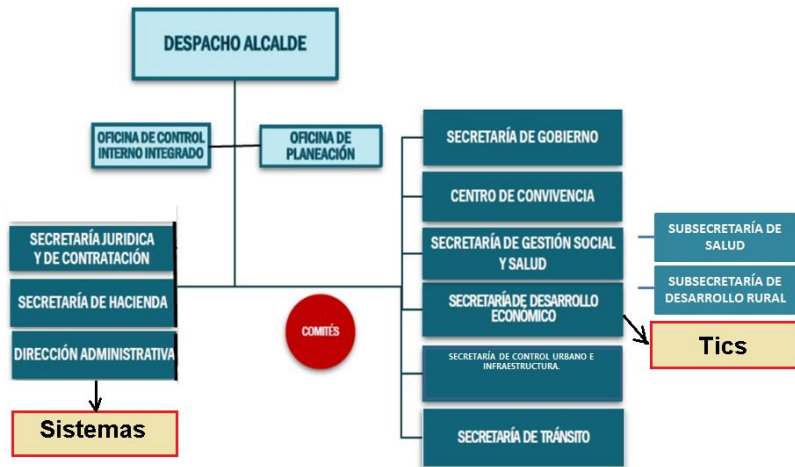 DESPACHO ALCALDE
OFICINA DE CONTROL
INTERNO INTEGRADO
OFICINA DE
PLANEACIÓN
SECRETARÍA JURIDICA
Y DE CONTRATACIÓN
SECRETARÍA DE HACIENDA
DIRECCIÓN ADMINISTRATIVA
Sistemas
COMITÉS
SECRETARÍA DE GOBIERNO
CENTRO DE CONVIVENCIA
SECRETARÍA DE GESTIÓN SOCIAL
Y SALUD
SECRETARÍA DE DESARROLLO
ECONÓMICO
SECRETARÍA DE CONTROL URBANO E
INFRAESTRUCTURA.
SECRETARÍA DE TRÁNSITO
SUBSECRETARÍA DE
SALUD
SUBSECRETARÍA DE
DESARROLLO RURAL
Tics